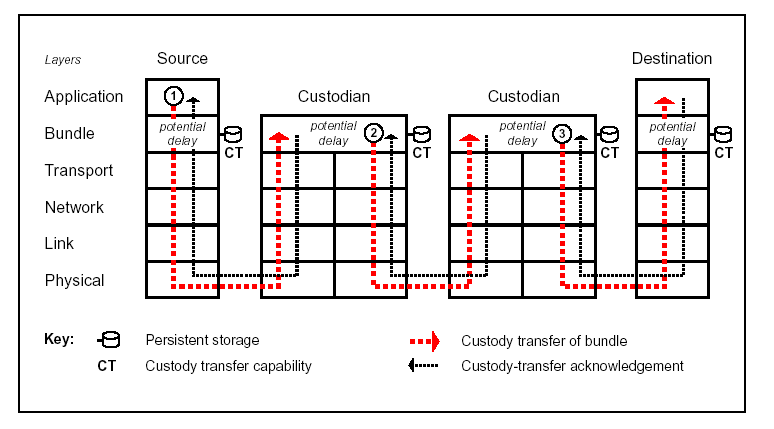 Layers
Source
Destination
Application
1
Custodian
Custodian
Bundle
potential
delay
CT
potential
delay
2
CT
potential
delay
3
CT
potential
delay
CT
Transport
Network
Link
Physical
Key:
Persistent storage
Custody transfer of bundle
CT
Custody transfer capability
Custody-transfer acknowledgement